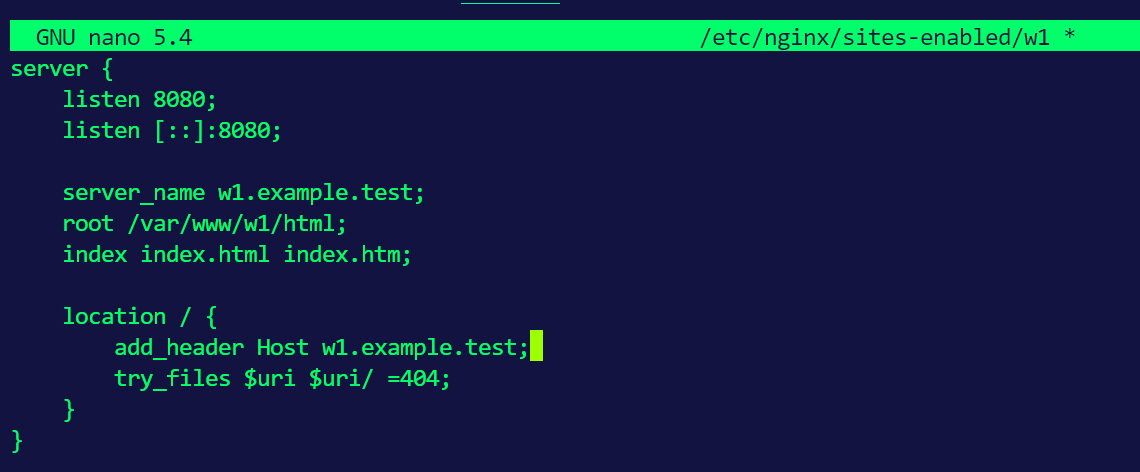 GNU nano 5.4 /etc/nginx/sites-enabled/w1 *
server {
    listen 8080;
    listen [::]:8080;

    server_name w1.example.test;
    root /var/www/w1/html;
    index index.html index.htm;

    location / {
        add_header Host w1.example.test;
        try_files $uri $uri/ =404;
    }
}